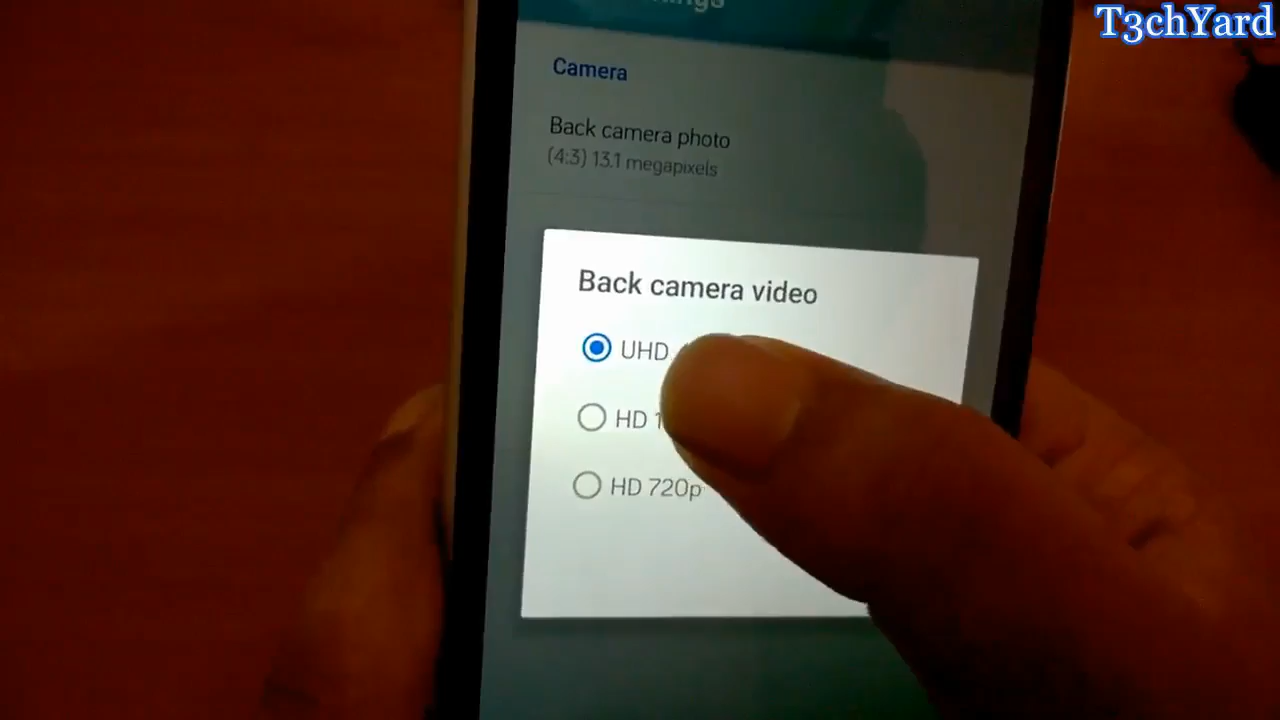 T3chYard
Camera
Back camera photo
(4:3) 13.1 megapixels
Back camera video
UHD
HD
HD 720p